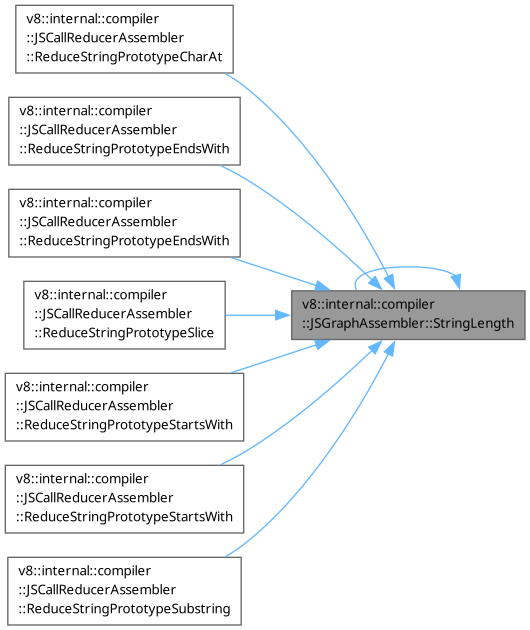 v8::internal::compiler
::JSCallReducerAssembler
::ReduceStringPrototypeCharAt
v8::internal::compiler
::JSCallReducerAssembler
::ReduceStringPrototypeEndsWith
v8::internal::compiler
::JSCallReducerAssembler
::ReduceStringPrototypeEndsWith
v8::internal::compiler
::JSCallReducerAssembler
::ReduceStringPrototypeSlice
v8::internal::compiler
::JSGraphAssembler::StringLength
v8::internal::compiler
::JSCallReducerAssembler
::ReduceStringPrototypeStartsWith
v8::internal::compiler
::JSCallReducerAssembler
::ReduceStringPrototypeStartsWith
v8::internal::compiler
::JSCallReducerAssembler
::ReduceStringPrototypeSubstring